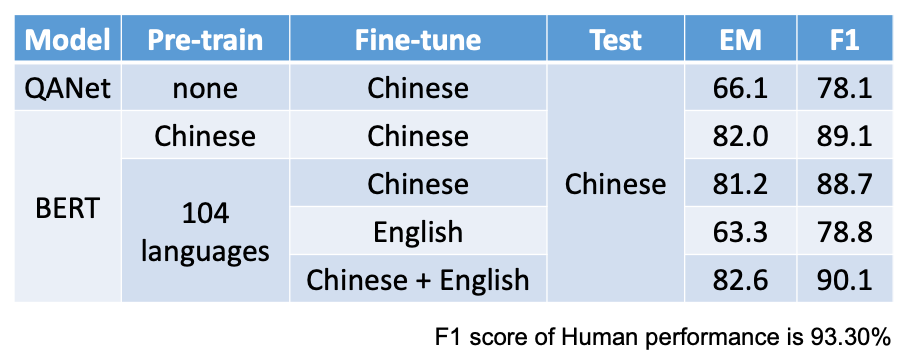 Model Pre-train Fine-tune Test EM F1
QANet none Chinese 66.1 78.1
Chinese Chinese 82.0 89.1
BERT 104 languages Chinese Chinese 81.2 88.7
English 63.3 78.8
Chinese + English 82.6 90.1
F1 score of Human performance is 93.30%